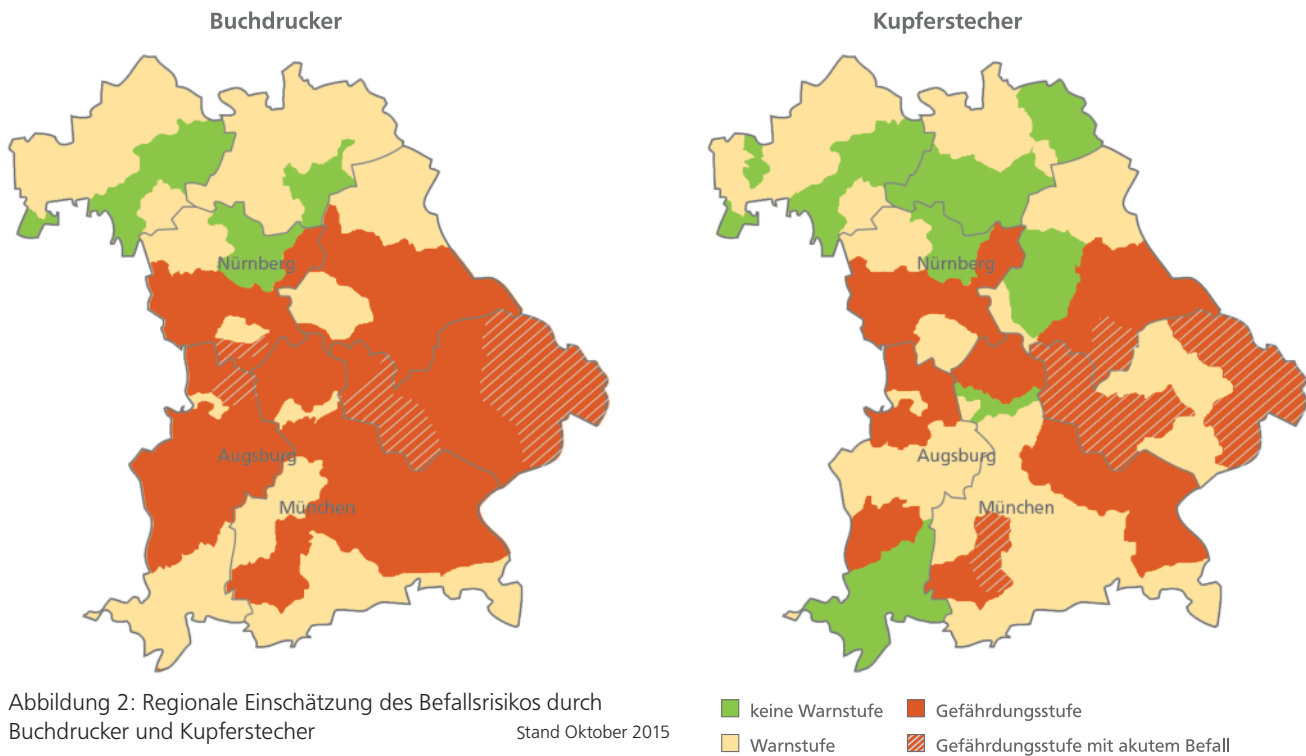 Buchdrucker
Kupferstecher
Nürnberg
Augsburg
München
Nürnberg
Augsburg
München
Abbildung 2: Regionale Einschätzung des Befallsrisikos durch
Buchdrucker und Kupferstecher
Stand Oktober 2015
keine Warnstufe
Gefährdungsstufe
Warnstufe
Gefährdungsstufe mit akutem Befall